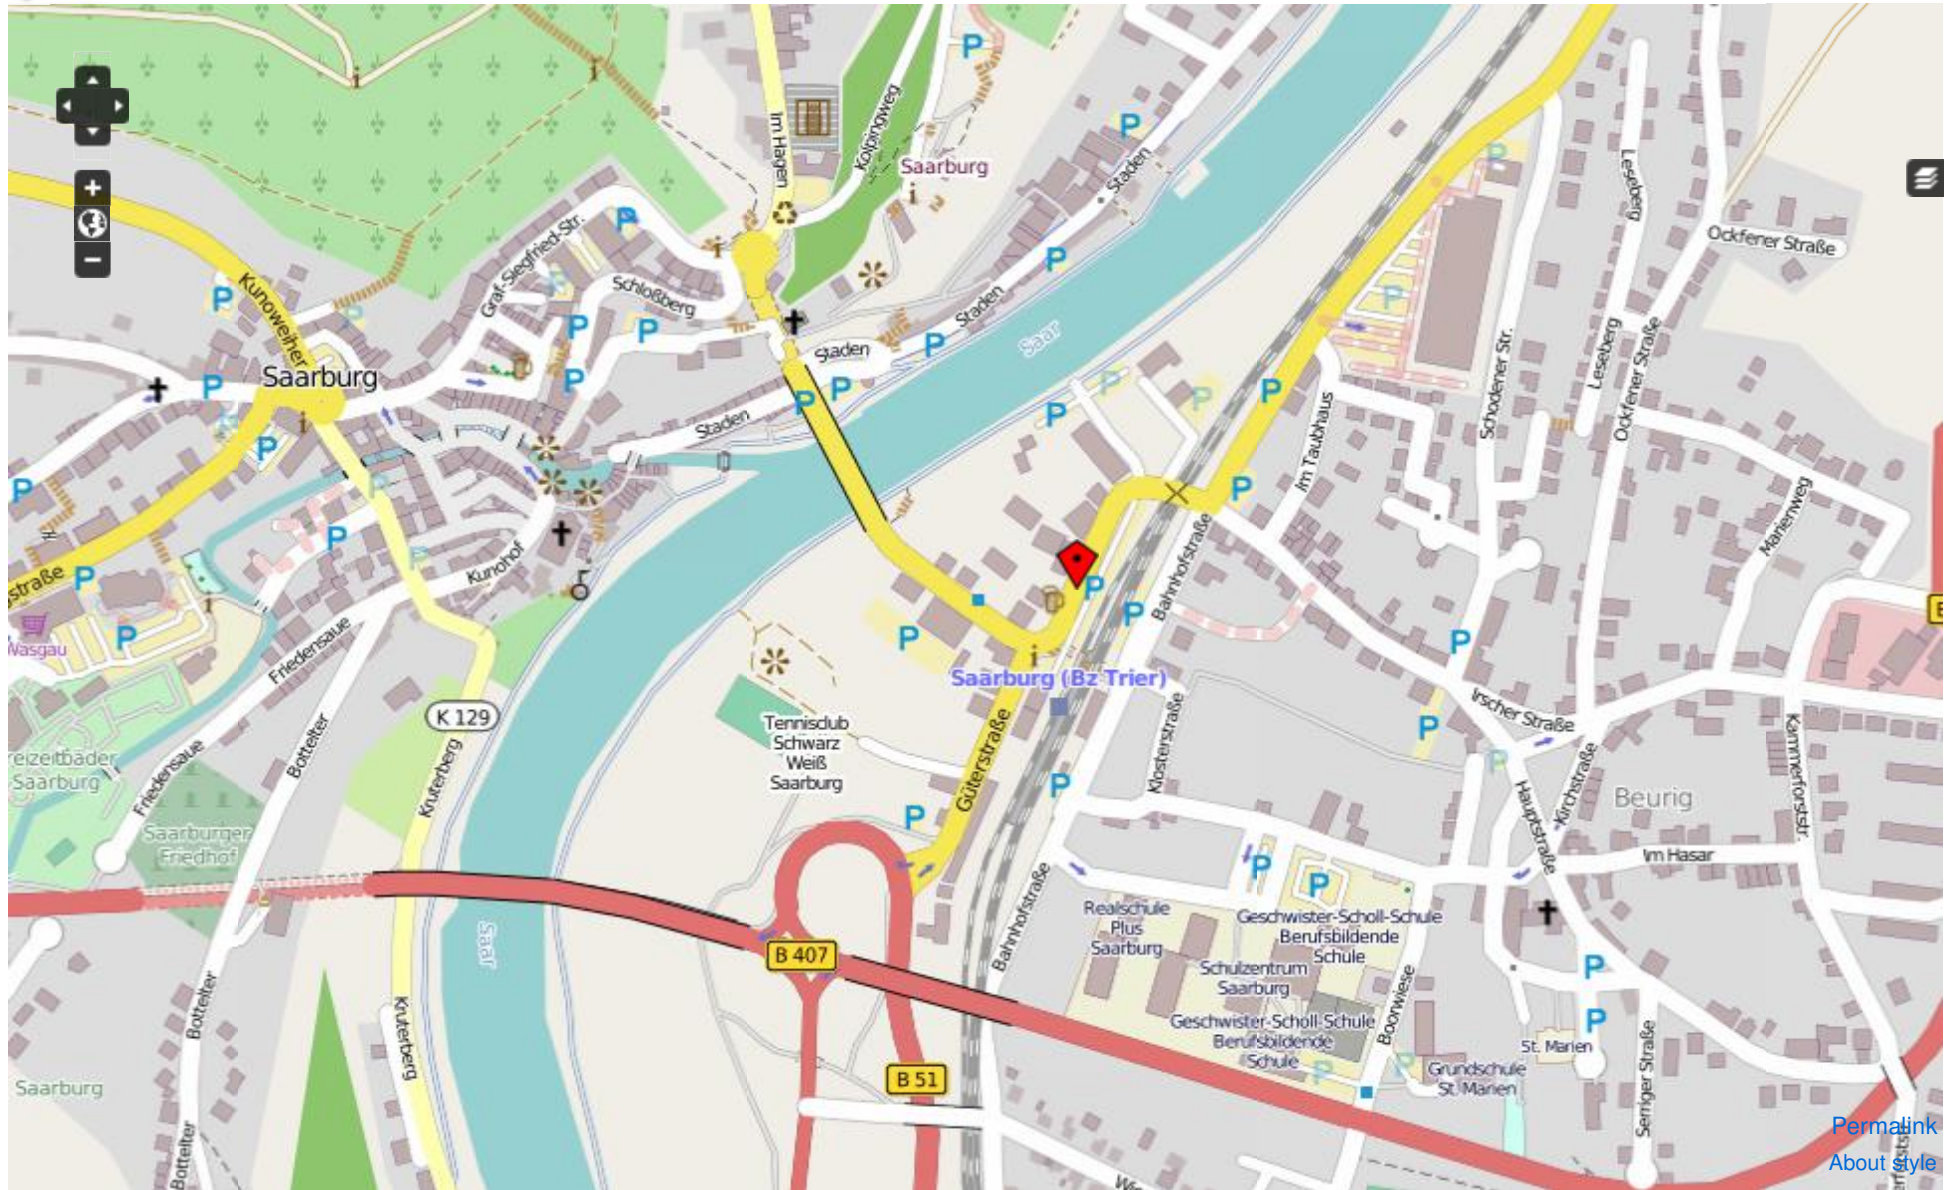 P
Im Hagen
Kolpingweg
Saarburg
P
Staden
P
Leseberg
Ockfener Straße
Kunoweiher
P
Graf-Siegfried-Str.
P
P
Schloßberg
P
P
P
P
Staden
P
Staden
P
P
Saar
P
P
P
P
P
Leseberg
Ockfener Straße
Schodener Str.
Saarburg
P
P
P
P
P
P
Staden
P
Im Taubhaus
P
P
P
P
Marienweg
Kunohof
P
P
straße
P
Wasgau
P
Friedensaue
Bahnhofstraße
P
P
P
P
Saarburg (Bz Trier)
K 129
Bottelter
Kruterberg
Friedensaue
reizeitbäder
Saarburg
Saarburger
Friedhof
Tennisclub
Schwarz
Weiß
Saarburg
Güterstraße
P
P
Klosterstraße
Irscher Straße
P
P
Hauptstraße
Kirchstraße
Beurig
Kammerforststr.
Im Hasar
P
P
Bahnhofstraße
Realschule
Plus
Saarburg
Geschwister-Scholl-Schule
Berufsbildende
Schule
Schulzentrum
Saarburg
Geschwister-Scholl-Schule
Berufsbildende
Schule
Boorwiese
P
P
P
P
St. Marien
Grundschule
St. Marien
Serriger Straße
B 407
B 51
Saar
Bottelter
Kruterberg
Saarburg
Bottelter
Permalink
About style